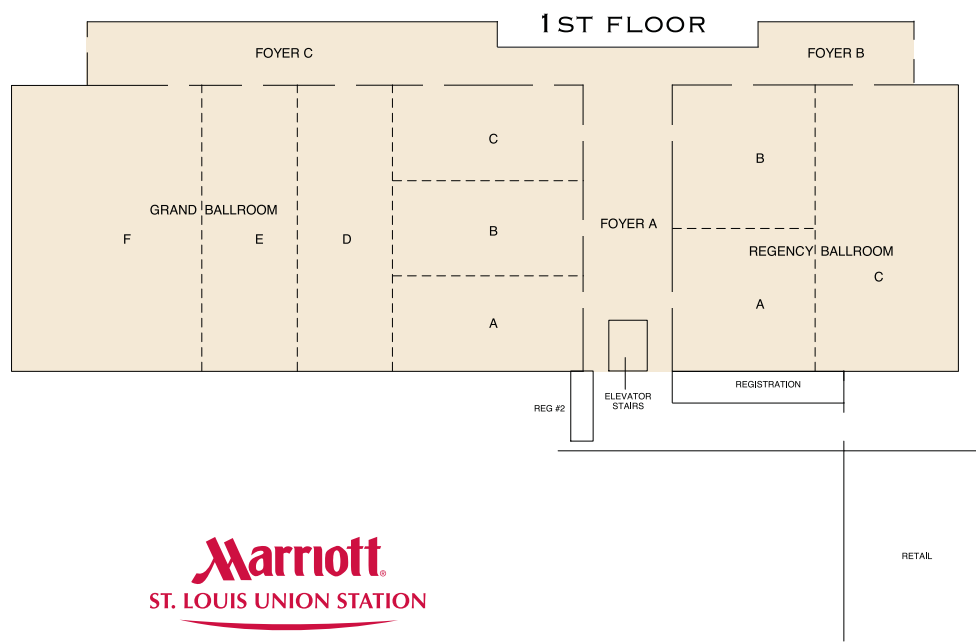 1ST FLOOR
FOYER C
FOYER B
C
B
GRAND BALLROOM
FOYER A
F
E
D
B
REGENCY BALLROOM
C
A
A
REGISTRATION
ELEVATOR
STAIRS
REG #2
RETAIL
Marriott®
ST. LOUIS UNION STATION